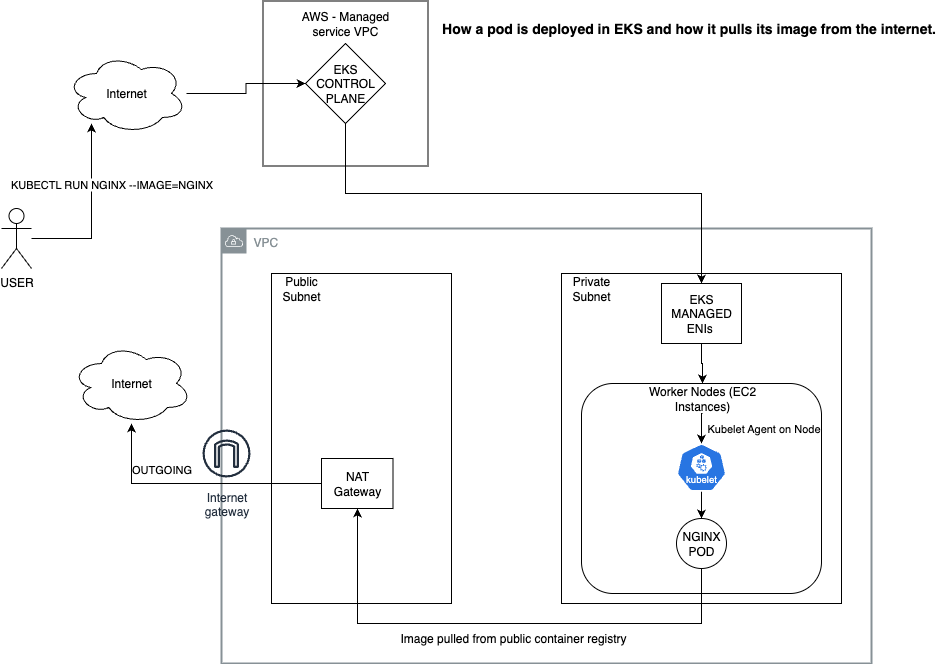 AWS - Managed
service VPC
How a pod is deployed in EKS and how it pulls its image from the internet.
EKS
CONTROL
PLANE
Internet
KUBECTL RUN NGINX --IMAGE=NGINX
USER
VPC
Public
Subnet
Private
Subnet
EKS
MANAGED
ENIs
Internet
Worker Nodes (EC2
Instances)
Kubelet Agent on Node
OUTGOING
NAT
Gateway
kubelet
Internet
gateway
NGINX
POD
Image pulled from public container registry